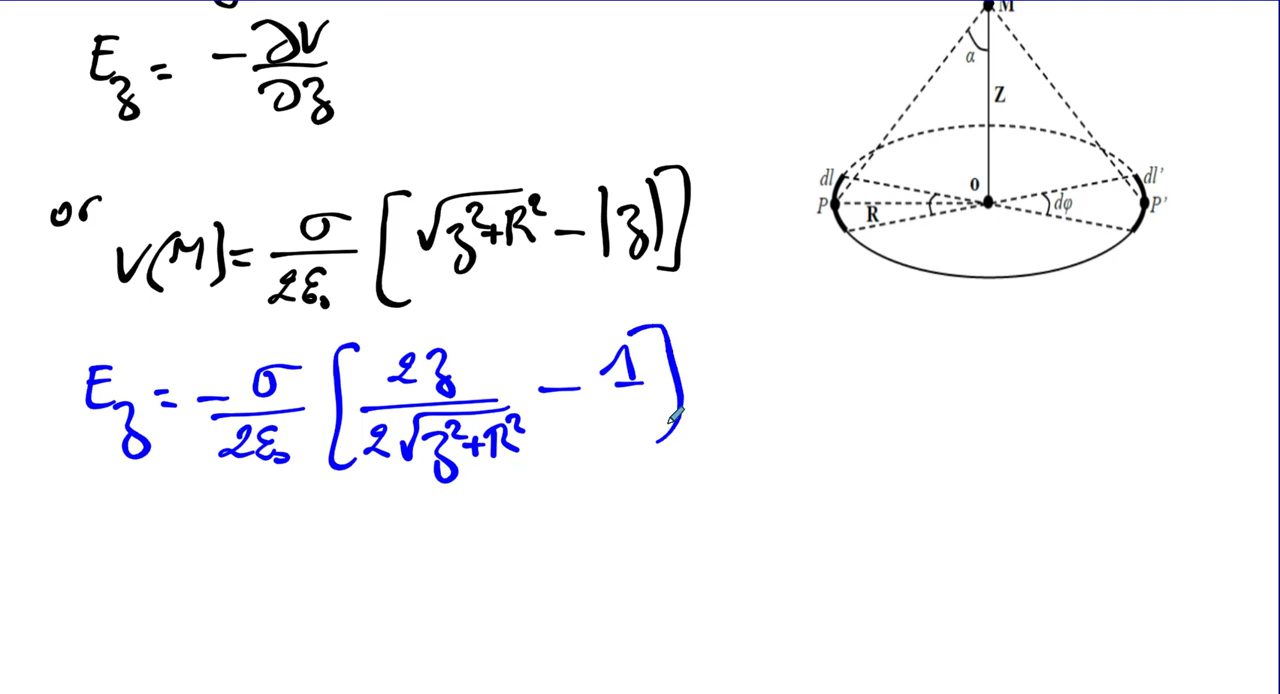 E_z = - ∂V/∂z
or V(M) = σ/2ε₀ [√z²+R² - |z|]
E_z = - σ/2ε₀ [2z/2√z²+R² - 1]
M
α
Z
dl
0
dl'
P
R
dφ
P'